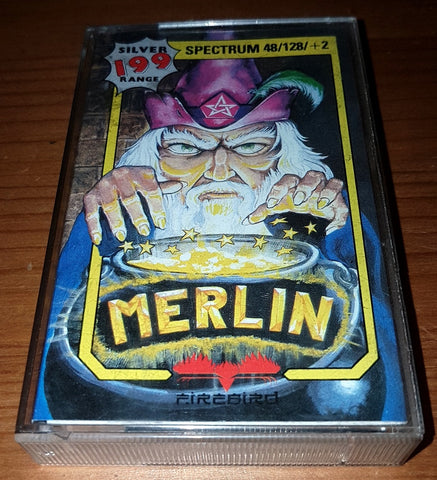 SILVER
199
RANGE
SPECTRUM 48/128/+2
MERLIN
FIREBIRD